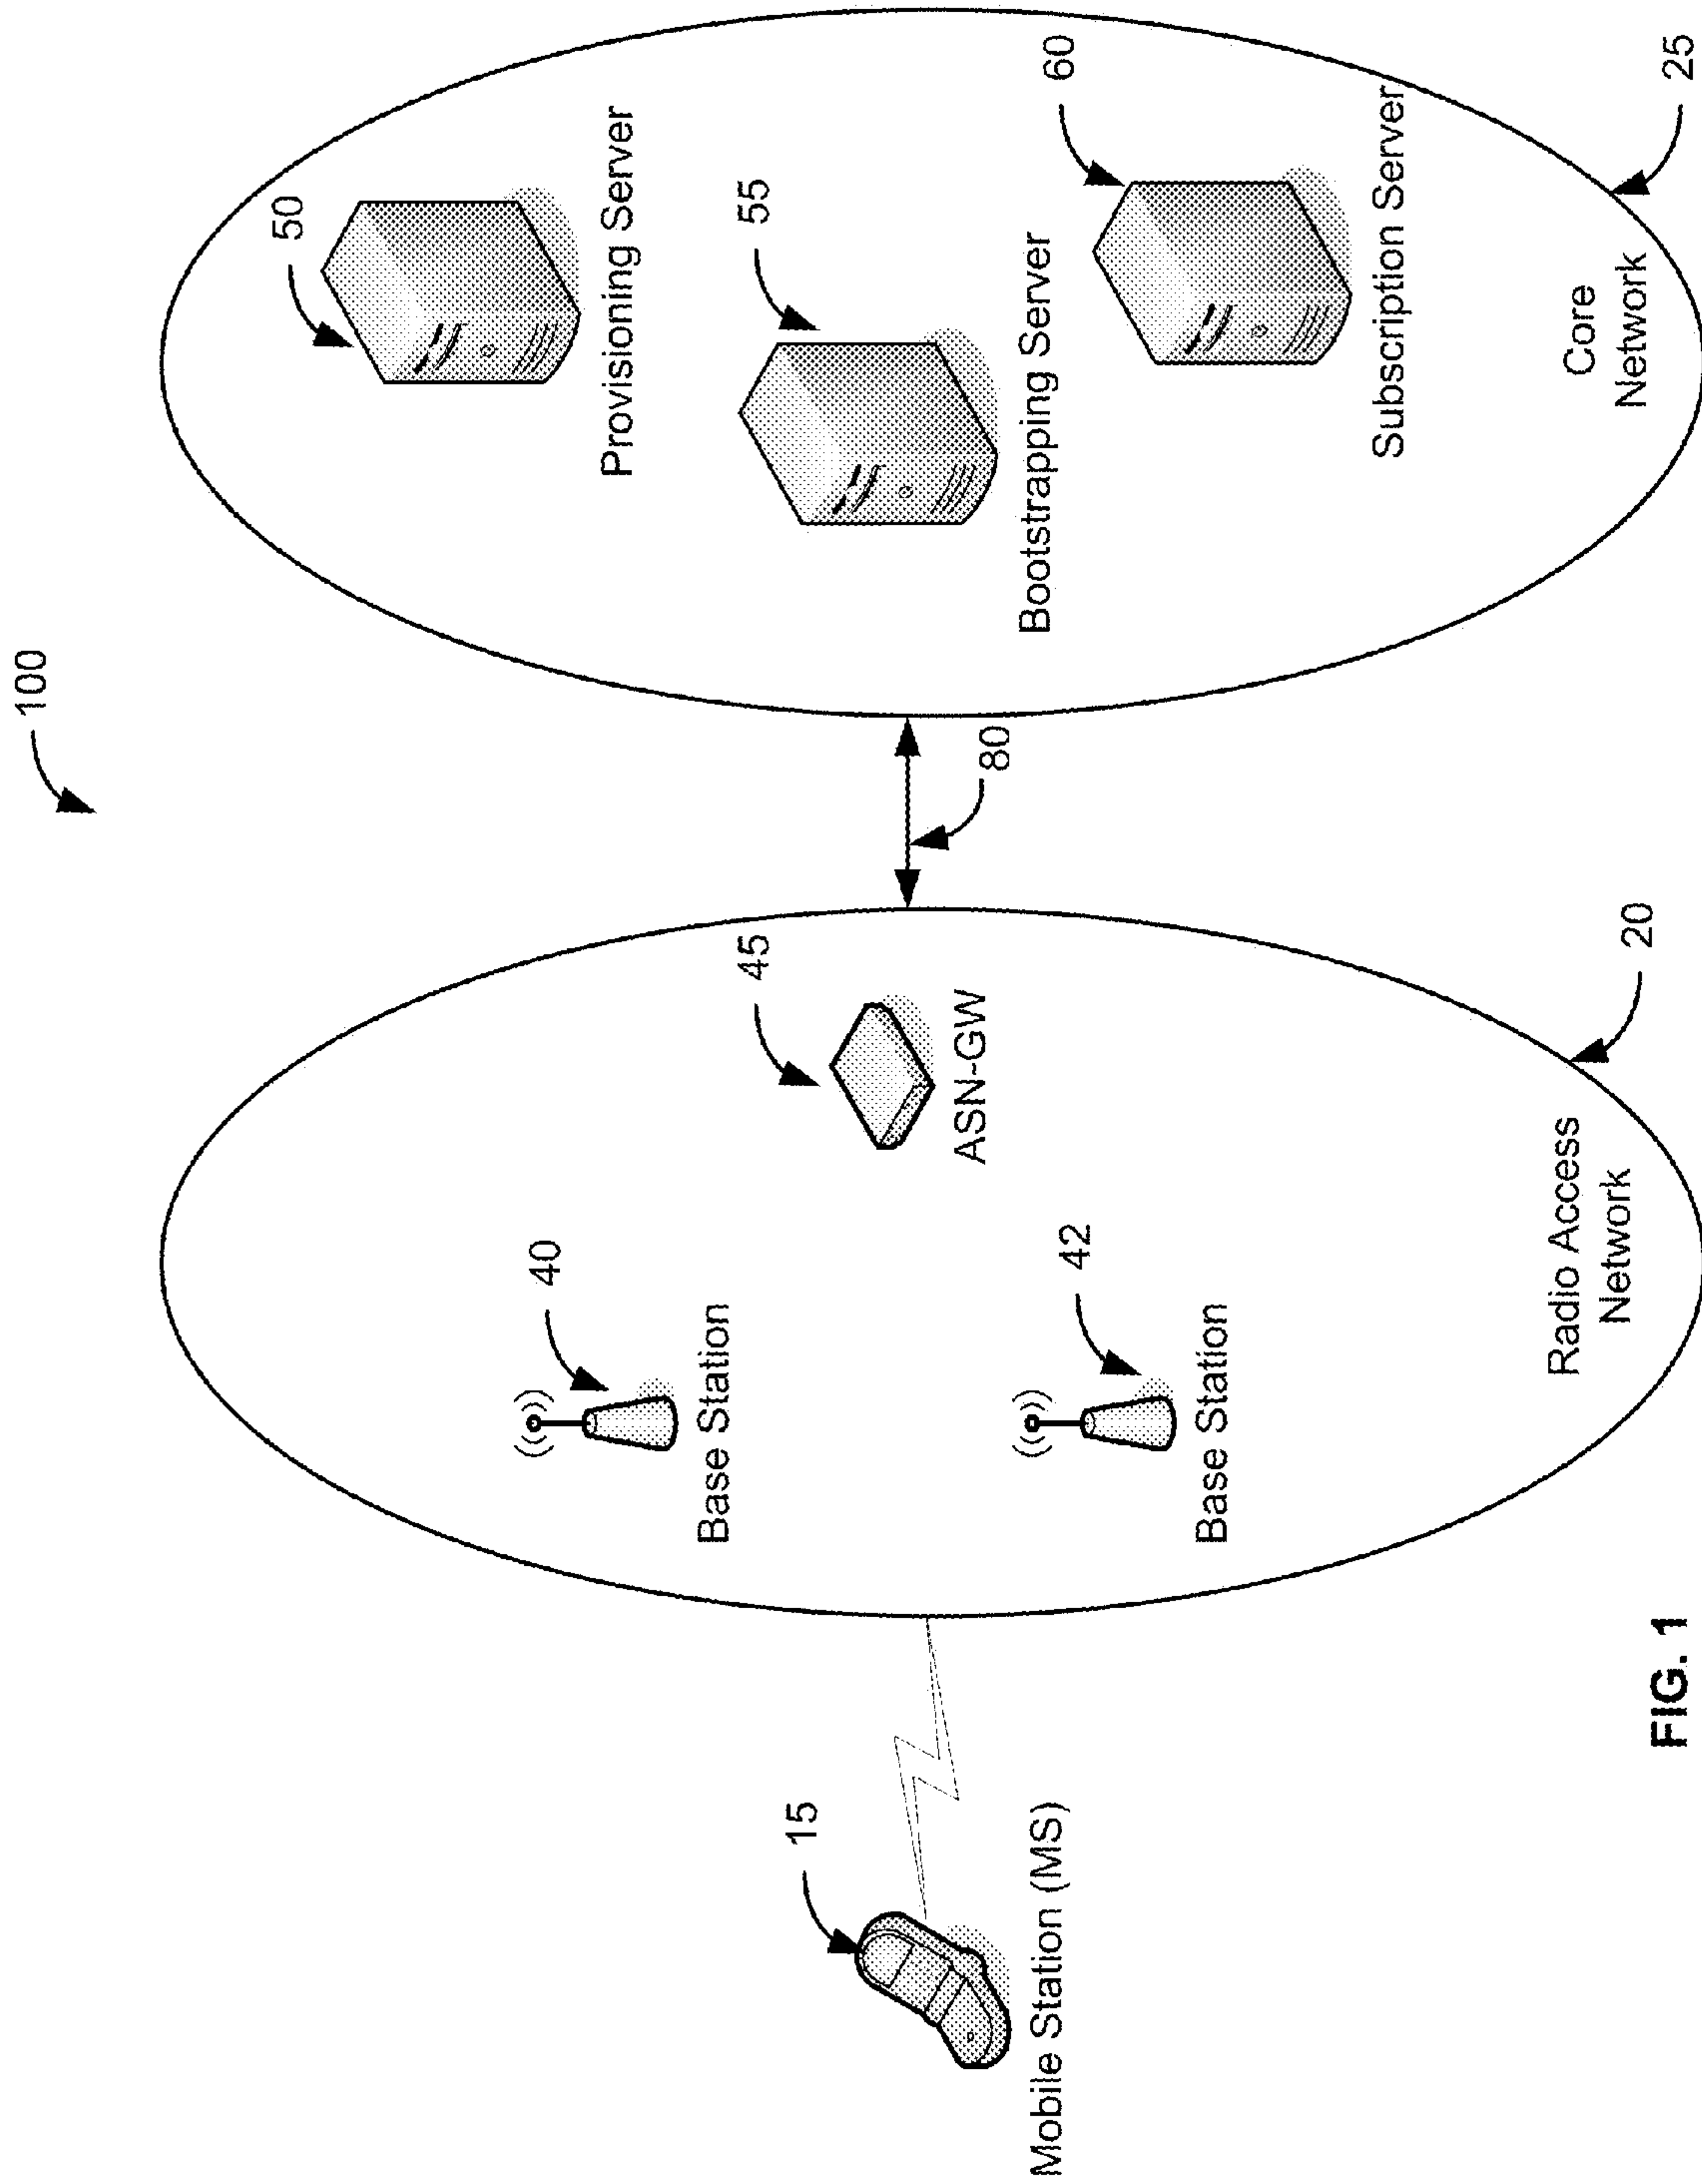 100
15
Mobile Station (MS)
40
Base Station
42
Base Station
45
ASN-GW
Radio Access
Network
20
80
50
Provisioning Server
55
Bootstrapping Server
60
Subscription Server
Core
Network
25
FIG. 1